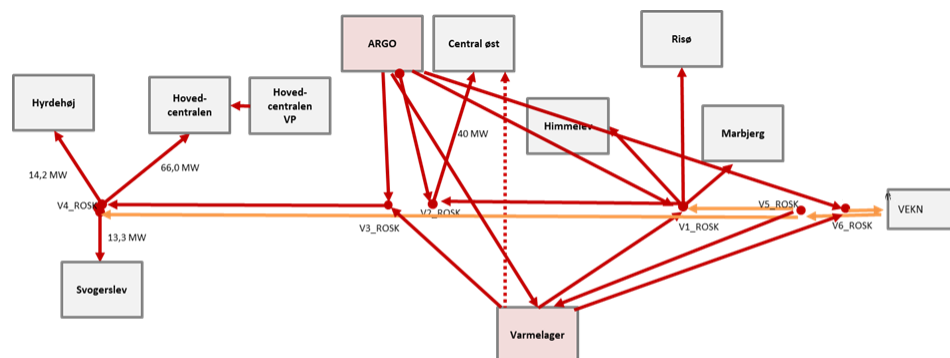 ARGO
Central øst
Risø
Hyrdehøj
Hoved-
centralen
Hoved-
centralen
VP
Himmelev
Marbjerg
40 MW
14,2 MW
66,0 MW
V4_ROSK
V3_ROSK
V2_ROSK
V1_ROSK
V5_ROSK
V6_ROSK
VEKN
13,3 MW
Svogerslev
Varmelager